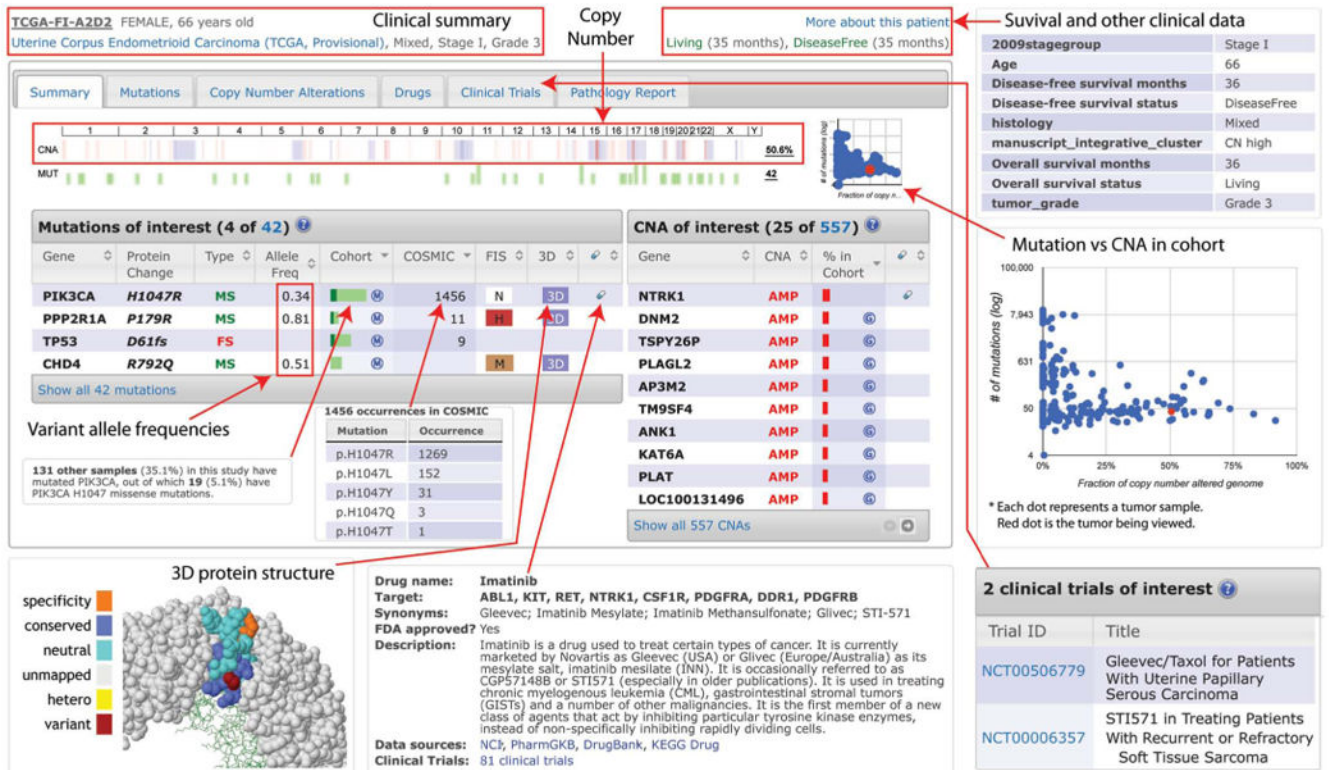 TCGA-FI-A2D2 FEMALE, 66 years old
Clinical summary
Uterine Corpus Endometrioid Carcinoma (TCGA, Provisional), Mixed, Stage I, Grade 3
Copy
Number
More about this patient
Living (35 months), DiseaseFree (35 months)
Suvival and other clinical data
2009stagegroup Stage I
Age 66
Disease-free survival months 36
Disease-free survival status DiseaseFree
histology Mixed
manuscript_integrative_cluster CN high
Overall survival months 36
Overall survival status Living
tumor_grade Grade 3
Summary Mutations Copy Number Alterations Drugs Clinical Trials Pathology Report
1 2 3 4 5 6 7 8 9 10 11 12 13 14 15 16 17 18 19 20 21 22 X Y
CNA 50.6%
MUT 42
# of mutations (log)
Fraction of copy n...
Mutations of interest (4 of 42) ?
Gene Protein Change Type Allele Freq Cohort COSMIC FIS 3D
PIK3CA H1047R MS 0.34 M 1456 N 3D
PPP2R1A P179R MS 0.81 M 11 H 3D
TP53 D61fs FS M 9
CHD4 R792Q MS 0.51 M M 3D
Show all 42 mutations
CNA of interest (25 of 557) ?
Gene CNA % in Cohort
NTRK1 AMP
DNM2 AMP G
TSPY26P AMP G
PLAGL2 AMP G
AP3M2 AMP G
TM9SF4 AMP G
ANK1 AMP G
KAT6A AMP G
PLAT AMP G
LOC100131496 AMP G
Show all 557 CNAs
Variant allele frequencies
131 other samples (35.1%) in this study have
mutated PIK3CA, out of which 19 (5.1%) have
PIK3CA H1047 missense mutations.
1456 occurrences in COSMIC
Mutation Occurrence
p.H1047R 1269
p.H1047L 152
p.H1047Y 31
p.H1047Q 3
p.H1047T 1
Mutation vs CNA in cohort
100,000
7,943
631
50
4
# of mutations (log)
0% 25% 50% 75% 100%
Fraction of copy number altered genome
* Each dot represents a tumor sample.
Red dot is the tumor being viewed.
3D protein structure
specificity
conserved
neutral
unmapped
hetero
variant
Drug name: Imatinib
Target: ABL1, KIT, RET, NTRK1, CSF1R, PDGFRA, DDR1, PDGFRB
Synonyms: Gleevec; Imatinib Mesylate; Imatinib Methansulfonate; Glivec; STI-571
FDA approved? Yes
Description: Imatinib is a drug used to treat certain types of cancer. It is currently
marketed by Novartis as Gleevec (USA) or Glivec (Europe/Australia) as its
mesylate salt, imatinib mesilate (INN). It is occasionally referred to as
CGP57148B or STI571 (especially in older publications). It is used in treating
chronic myelogenous leukemia (CML), gastrointestinal stromal tumors
(GISTs) and a number of other malignancies. It is the first member of a new
class of agents that act by inhibiting particular tyrosine kinase enzymes,
instead of non-specifically inhibiting rapidly dividing cells.
Data sources: NCI, PharmGKB, DrugBank, KEGG Drug
Clinical Trials: 81 clinical trials
2 clinical trials of interest ?
Trial ID Title
NCT00506779 Gleevec/Taxol for Patients
With Uterine Papillary
Serous Carcinoma
NCT00006357 STI571 in Treating Patients
With Recurrent or Refractory
Soft Tissue Sarcoma